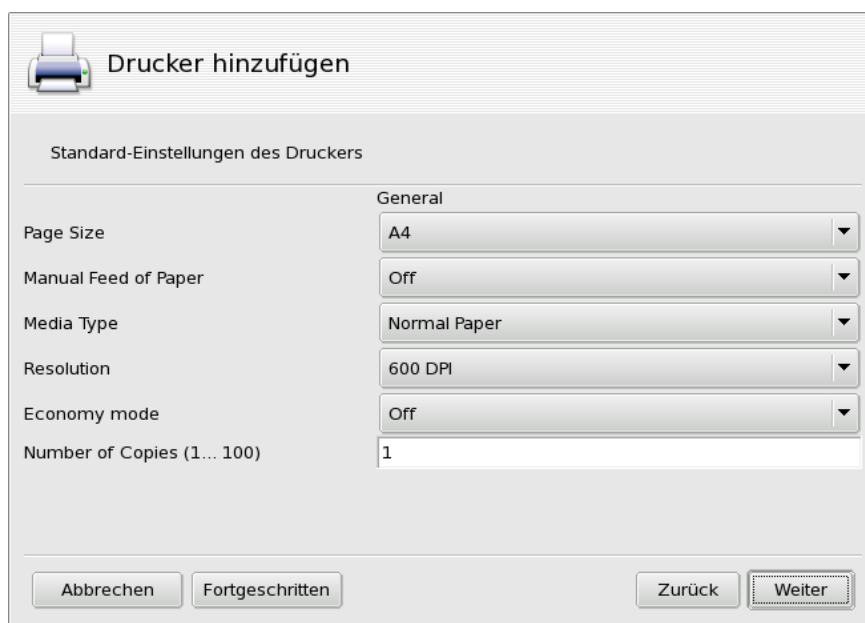 Drucker hinzufügen
Standard-Einstellungen des Druckers
General
Page Size A4
Manual Feed of Paper Off
Media Type Normal Paper
Resolution 600 DPI
Economy mode Off
Number of Copies (1... 100) 1
Abbrechen Fortgeschritten Zurück Weiter